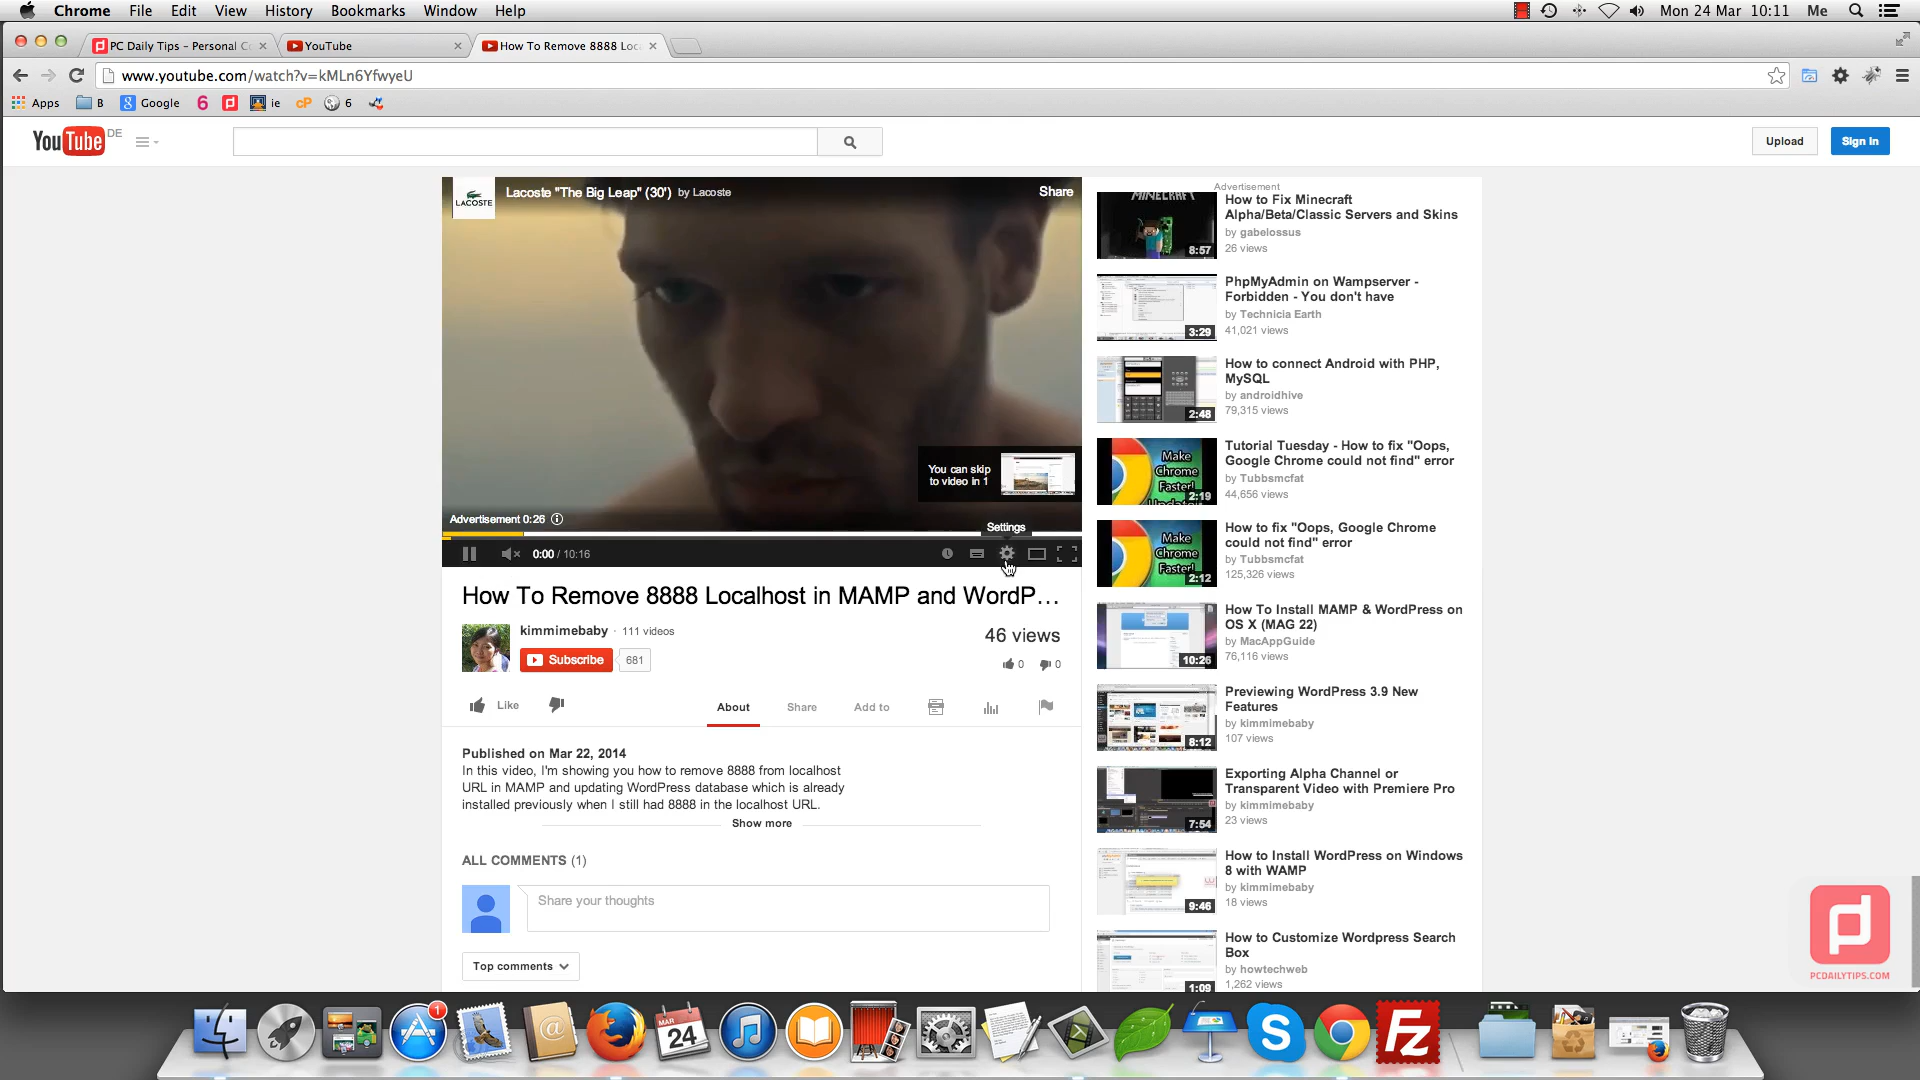 Chrome File Edit View History Bookmarks Window Help
Mon 24 Mar 10:11 Me
PC Daily Tips - Personal C
YouTube
How To Remove 8888 Loc
www.youtube.com/watch?v=kMLn6YfwyeU
Apps B Google 6 ie cP 6
YouTube DE
Upload
Sign in
LACOSTE
Lacoste "The Big Leap" (30') by Lacoste
Share
You can skip
to video in 1
Advertisement 0:26
Settings
0:00 / 10:16
How To Remove 8888 Localhost in MAMP and WordP...
kimmimebaby · 111 videos
Subscribe 681
46 views
0 0
Like
About Share Add to
Published on Mar 22, 2014
In this video, I'm showing you how to remove 8888 from localhost
URL in MAMP and updating WordPress database which is already
installed previously when I still had 8888 in the localhost URL.
Show more
ALL COMMENTS (1)
Share your thoughts
Top comments
Advertisement
MINECRAFT
8:57
How to Fix Minecraft
Alpha/Beta/Classic Servers and Skins
by gabelossus
26 views
3:29
PhpMyAdmin on Wampserver -
Forbidden - You don't have
by Technicia Earth
41,021 views
2:48
How to connect Android with PHP,
MySQL
by androidhive
79,315 views
Make
Chrome
Faster!
2:19
Tutorial Tuesday - How to fix "Oops,
Google Chrome could not find" error
by Tubbsmcfat
44,656 views
Make
Chrome
Faster!
2:12
How to fix "Oops, Google Chrome
could not find" error
by Tubbsmcfat
125,326 views
10:26
How To Install MAMP & WordPress on
OS X (MAG 22)
by MacAppGuide
76,116 views
8:12
Previewing WordPress 3.9 New
Features
by kimmimebaby
107 views
7:54
Exporting Alpha Channel or
Transparent Video with Premiere Pro
by kimmimebaby
23 views
9:46
How to Install WordPress on Windows
8 with WAMP
by kimmimebaby
18 views
1:09
How to Customize Wordpress Search
Box
by howtechweb
1,262 views
PCDAILYTIPS.COM
1
MAR
24